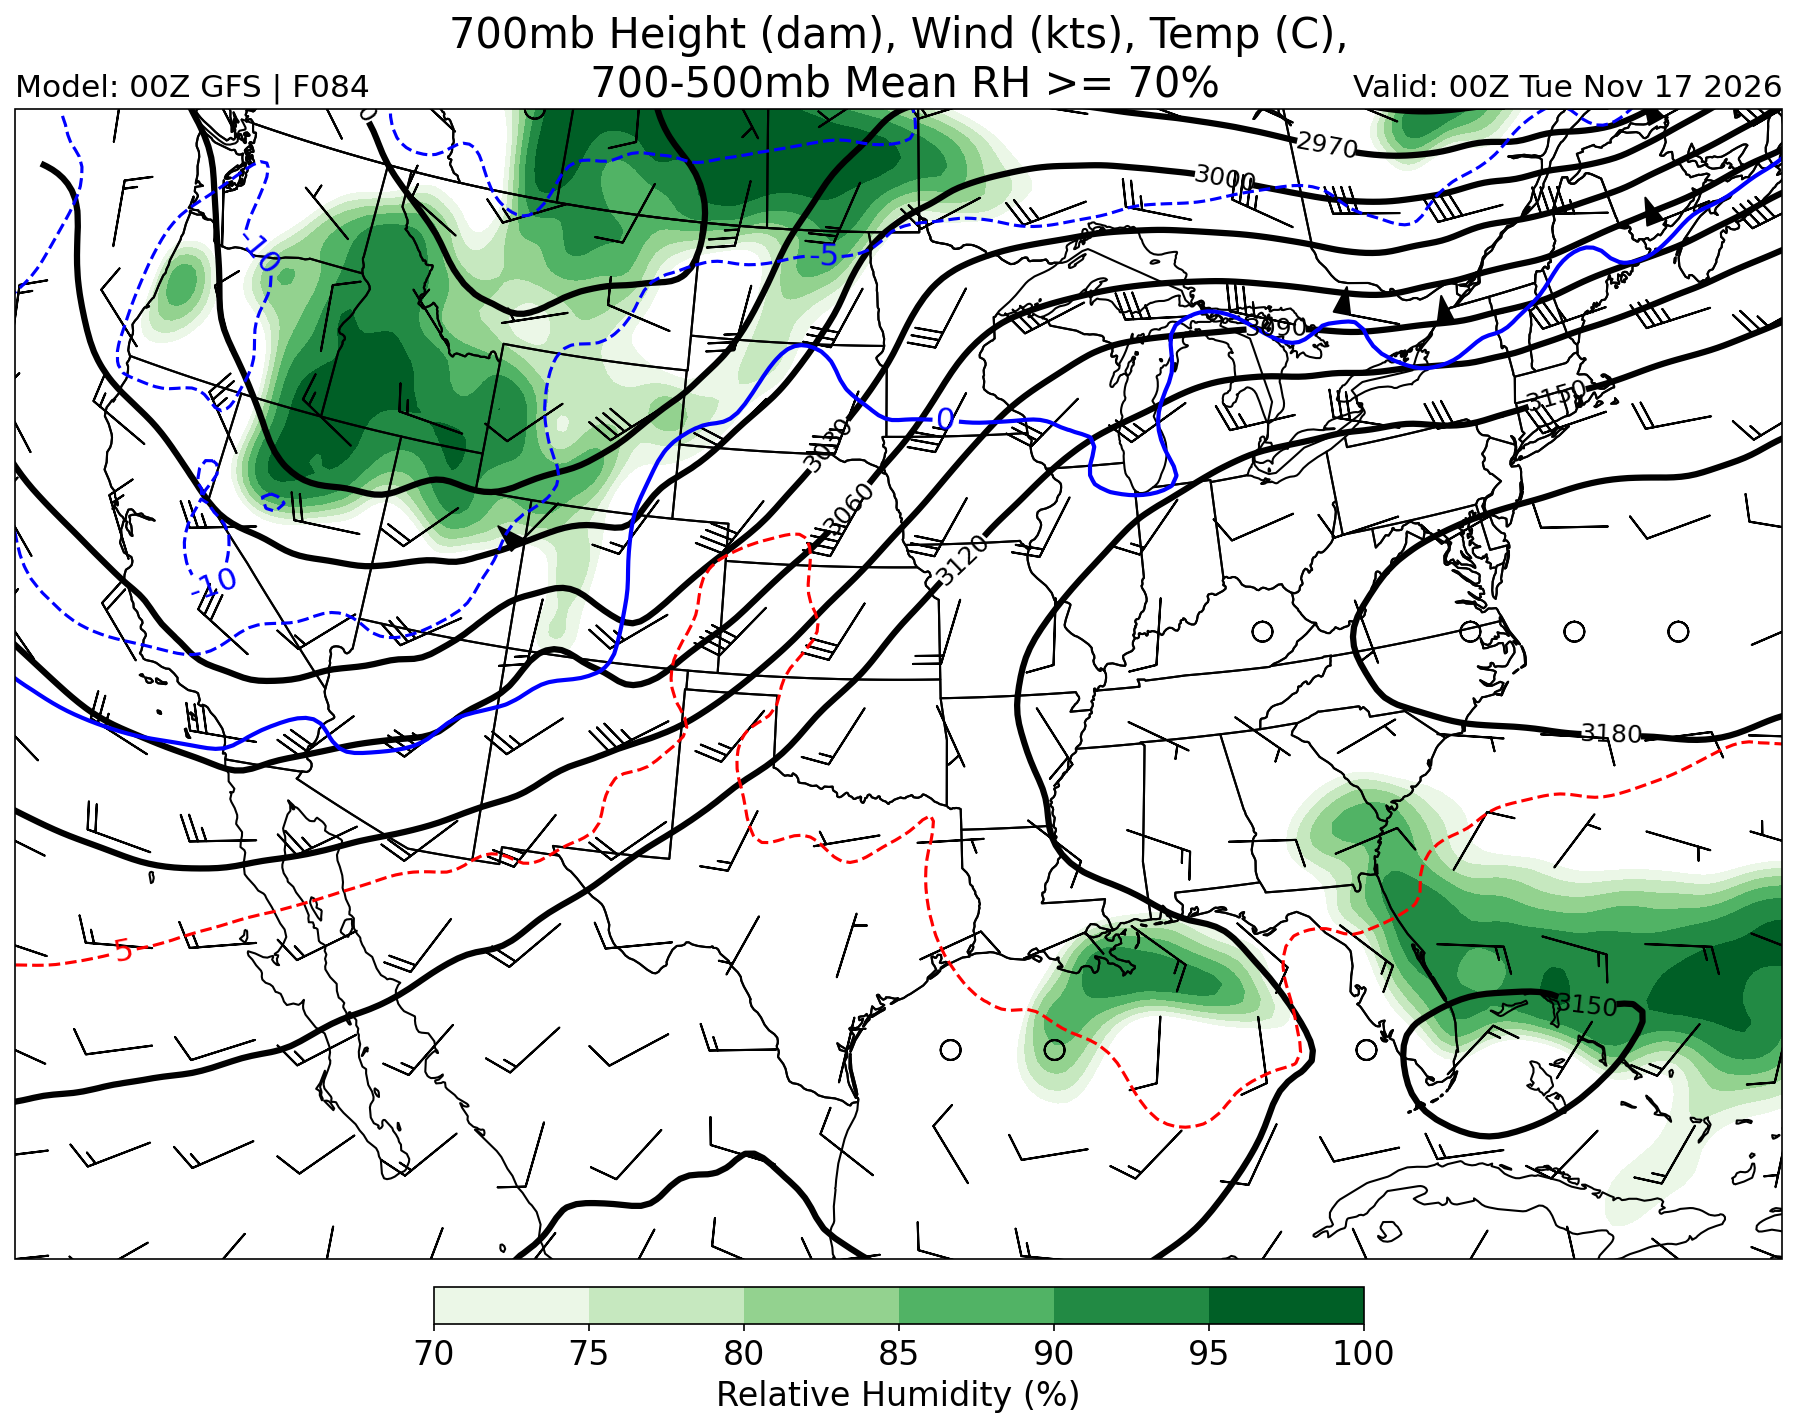 700mb Height (dam), Wind (kts), Temp (C),
700-500mb Mean RH >= 70%
Model: 00Z GFS | F084
Valid: 00Z Tue Nov 17 2026
2970
3000
-10
-5
3090
3150
0
3030
3060
3120
-10
3180
5
3150
70 75 80 85 90 95 100
Relative Humidity (%)